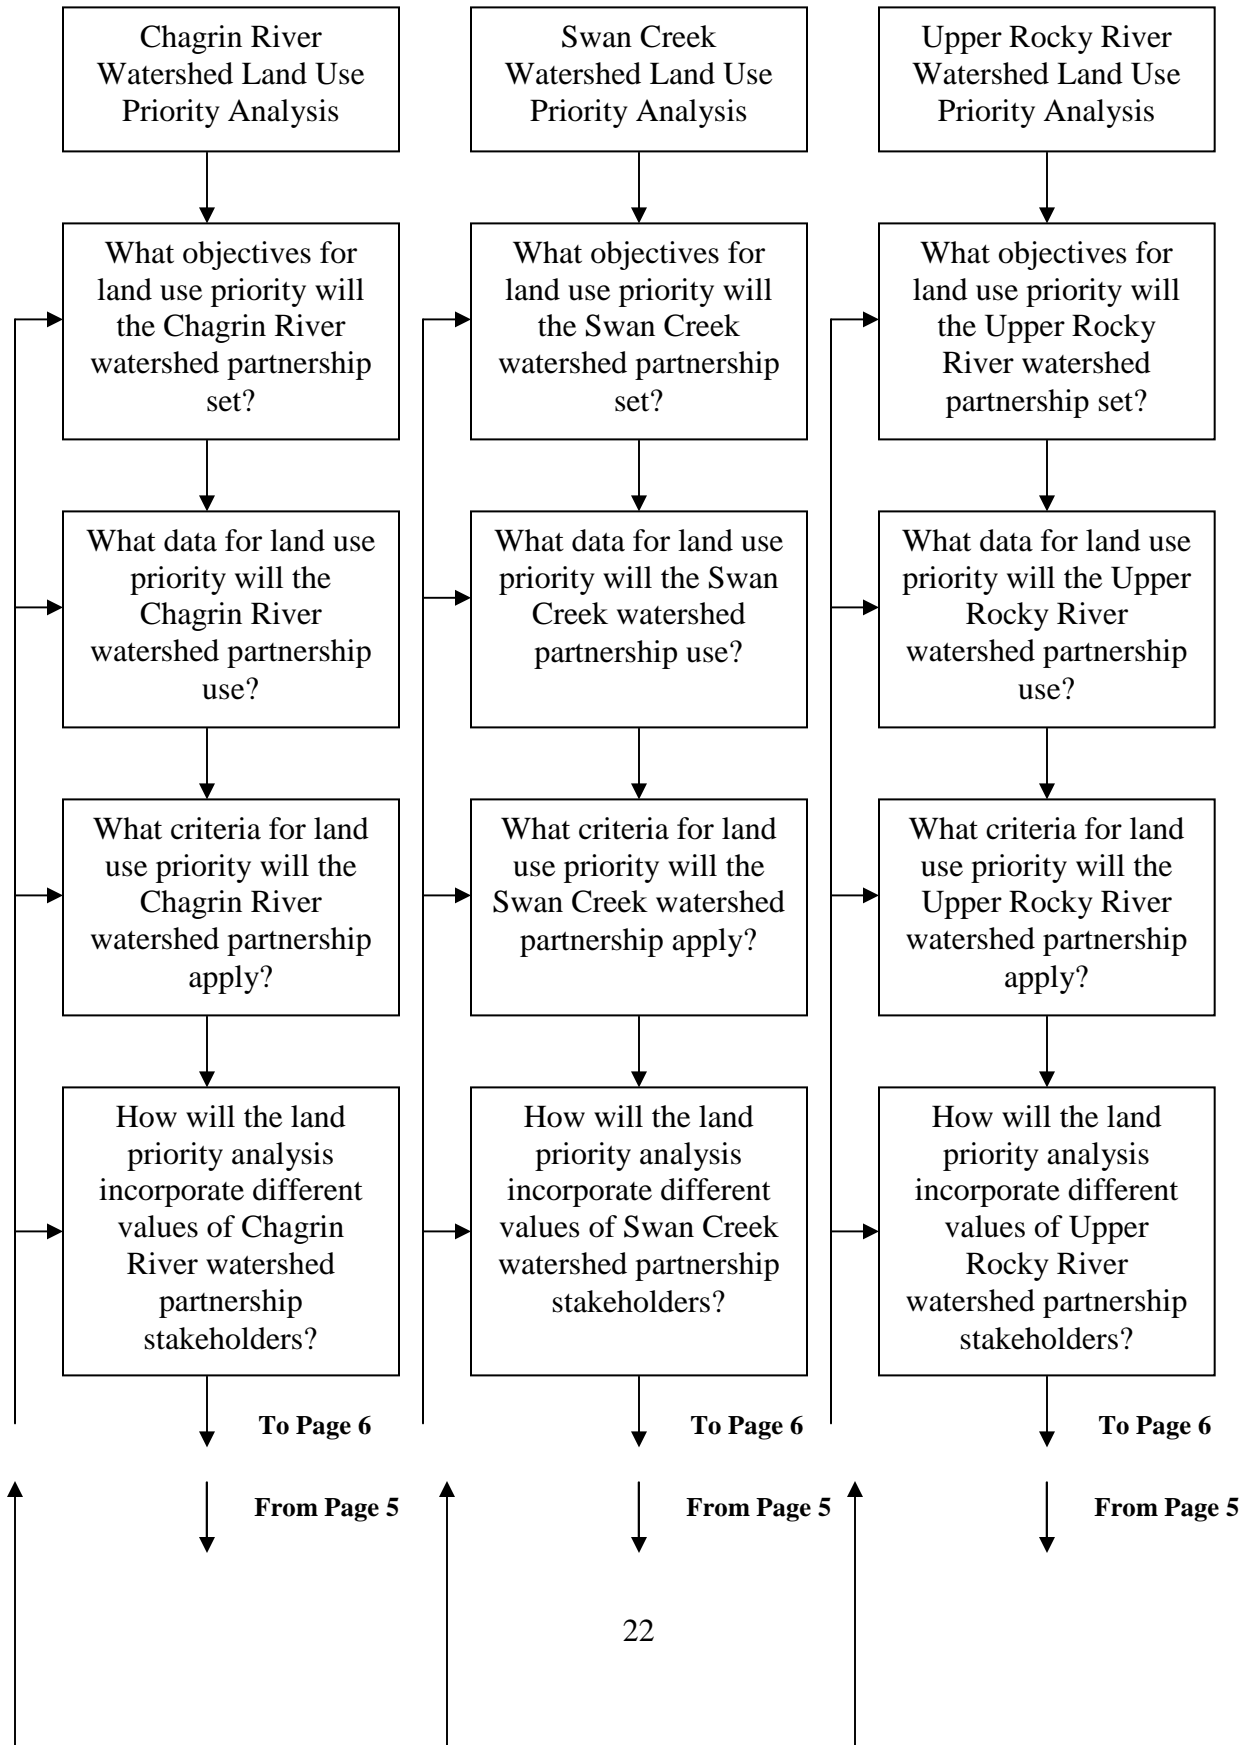 Chagrin River
Watershed Land Use
Priority Analysis
Swan Creek
Watershed Land Use
Priority Analysis
Upper Rocky River
Watershed Land Use
Priority Analysis
What objectives for
land use priority will
the Chagrin River
watershed partnership
set?
What objectives for
land use priority will
the Swan Creek
watershed partnership
set?
What objectives for
land use priority will
the Upper Rocky
River watershed
partnership set?
What data for land use
priority will the
Chagrin River
watershed partnership
use?
What data for land use
priority will the Swan
Creek watershed
partnership use?
What data for land use
priority will the Upper
Rocky River
watershed partnership
use?
What criteria for land
use priority will the
Chagrin River
watershed partnership
apply?
What criteria for land
use priority will the
Swan Creek watershed
partnership apply?
What criteria for land
use priority will the
Upper Rocky River
watershed partnership
apply?
How will the land
priority analysis
incorporate different
values of Chagrin
River watershed
partnership
stakeholders?
How will the land
priority analysis
incorporate different
values of Swan Creek
watershed partnership
stakeholders?
How will the land
priority analysis
incorporate different
values of Upper
Rocky River
watershed partnership
stakeholders?
To Page 6
To Page 6
To Page 6
From Page 5
From Page 5
From Page 5
22